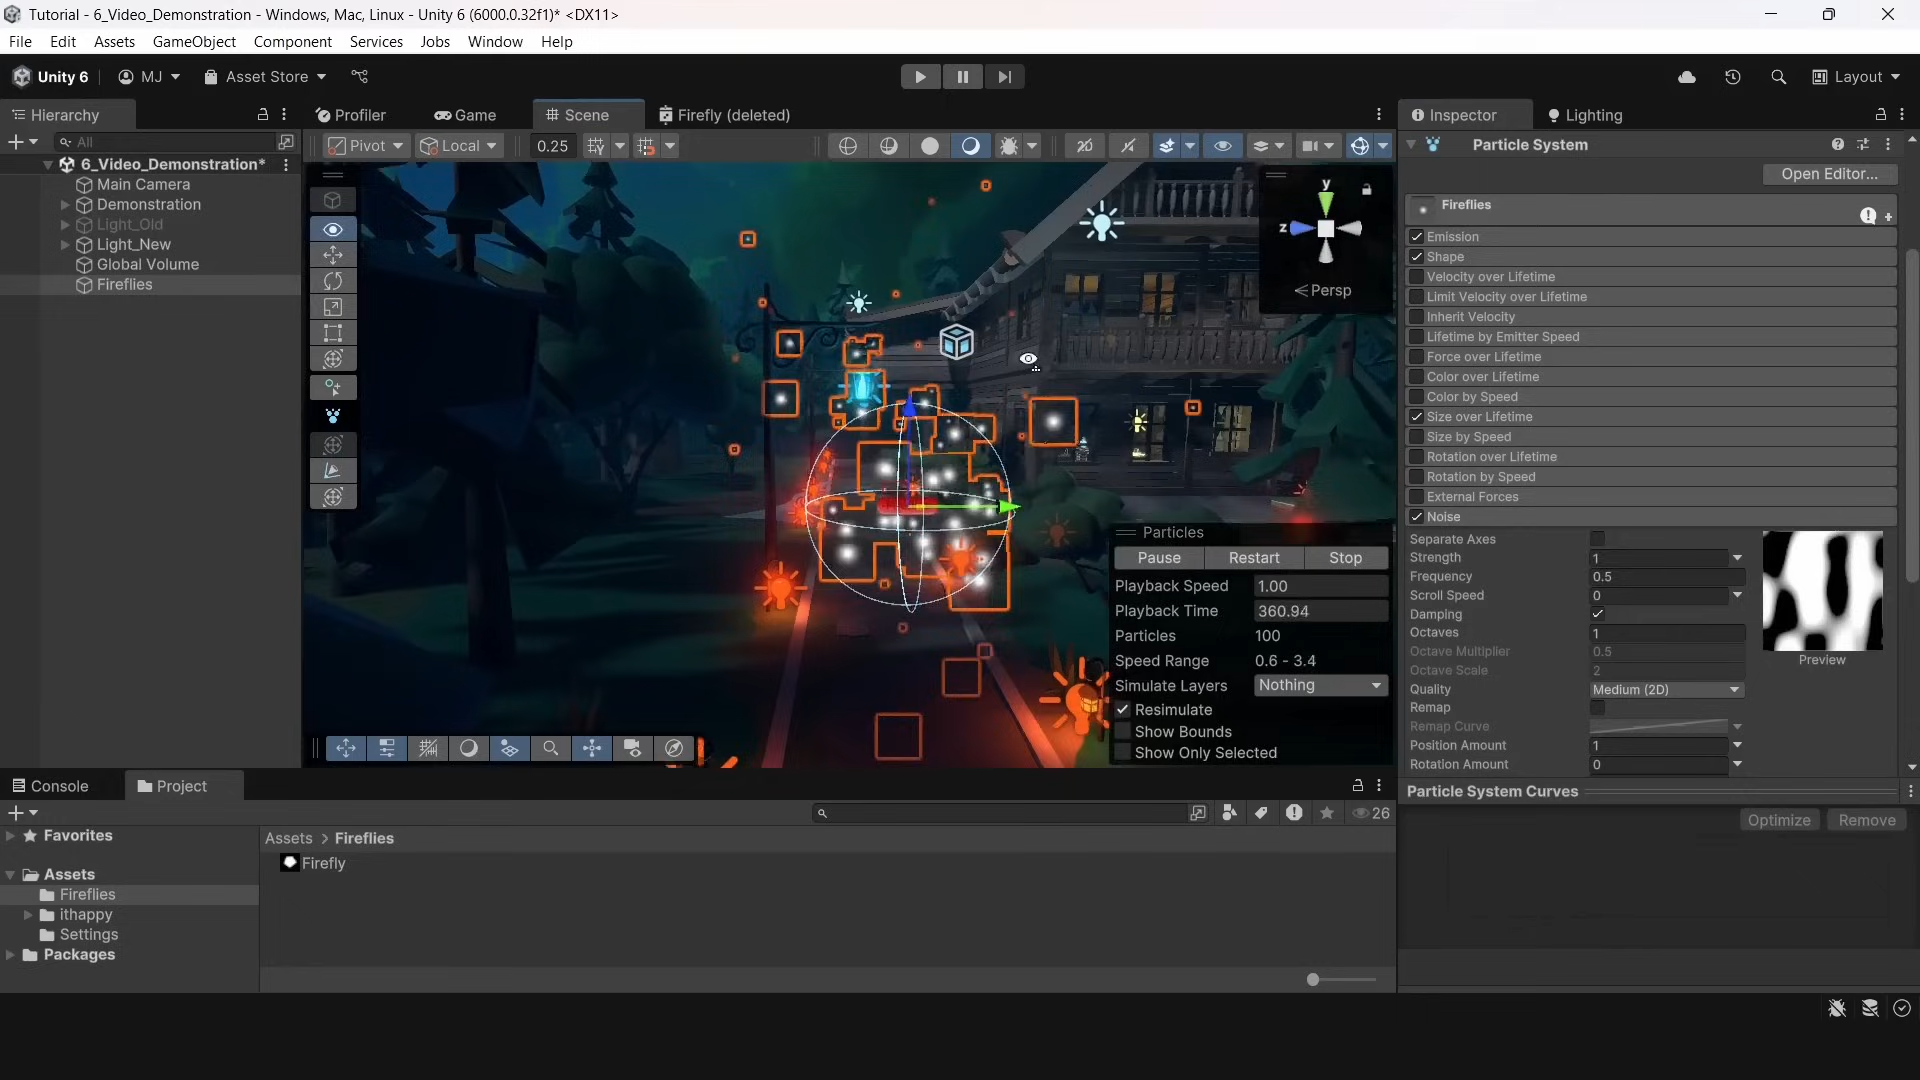 Tutorial - 6_Video_Demonstration - Windows, Mac, Linux - Unity 6 (6000.0.32f1)* <DX11>
File Edit Assets GameObject Component Services Jobs Window Help
Unity 6 MJ Asset Store Layout
Hierarchy
All
6_Video_Demonstration*
Main Camera
Demonstration
Light_Old
Light_New
Global Volume
Fireflies
Profiler Game Scene Firefly (deleted)
Pivot Local 0.25 2D
y
z
Persp
Particles
Pause Restart Stop
Playback Speed 1.00
Playback Time 360.94
Particles 100
Speed Range 0.6 - 3.4
Simulate Layers Nothing
Resimulate
Show Bounds
Show Only Selected
Inspector Lighting
Particle System
Open Editor...
Fireflies
Emission
Shape
Velocity over Lifetime
Limit Velocity over Lifetime
Inherit Velocity
Lifetime by Emitter Speed
Force over Lifetime
Color over Lifetime
Color by Speed
Size over Lifetime
Size by Speed
Rotation over Lifetime
Rotation by Speed
External Forces
Noise
Separate Axes
Strength 1
Frequency 0.5
Scroll Speed 0
Damping
Octaves 1
Octave Multiplier 0.5
Octave Scale 2
Quality Medium (2D)
Remap
Remap Curve
Position Amount 1
Rotation Amount 0
Preview
Particle System Curves
Optimize Remove
Console Project
26
Favorites
Assets
Fireflies
ithappy
Settings
Packages
Assets > Fireflies
Firefly